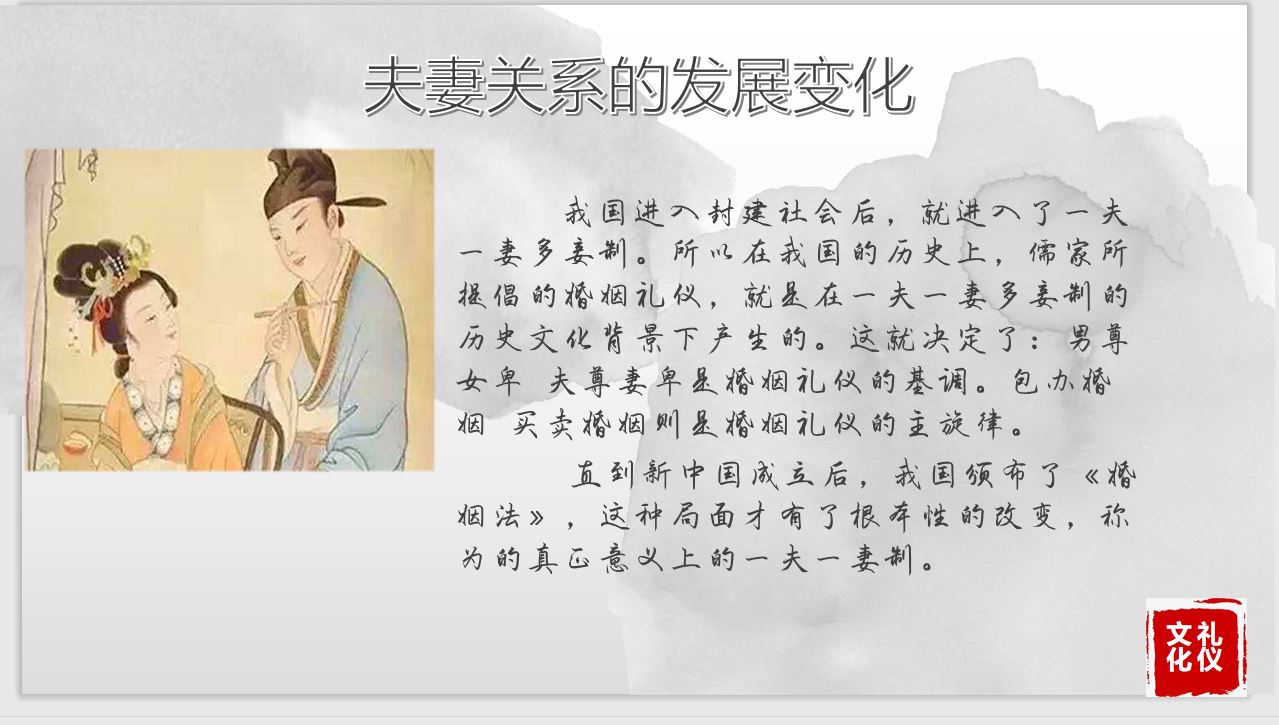 夫妻关系的发展变化
我国进入封建社会后，就进入了一夫
一妻多妾制。所以在我国的历史上，儒家所
提倡的婚姻礼仪，就是在一夫一妻多妾制的
历史文化背景下产生的。这就决定了：男尊
女卑 夫尊妻卑是婚姻礼仪的基调。包办婚
姻 买卖婚姻则是婚姻礼仪的主旋律。
直到新中国成立后，我国颁布了《婚
姻法》，这种局面才有了根本性的改变，称
为的真正意义上的一夫一妻制。
礼仪
文化